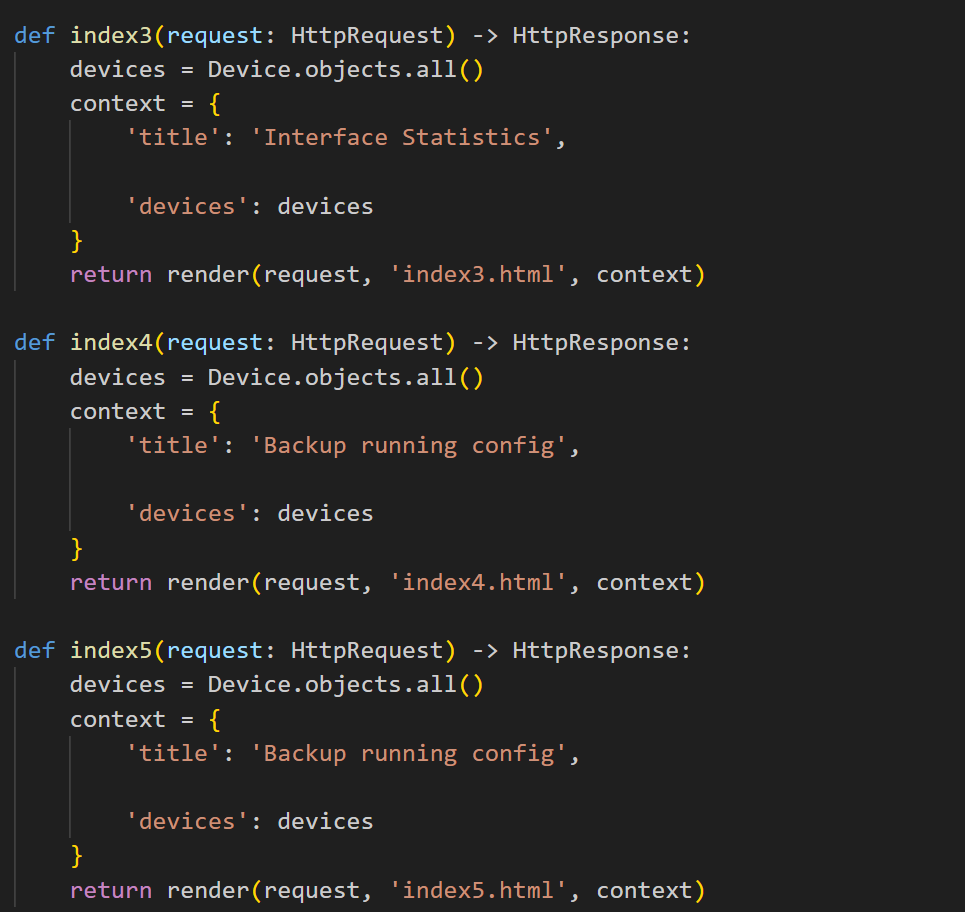 def index3(request: HttpRequest) -> HttpResponse:
    devices = Device.objects.all()
    context = {
        'title': 'Interface Statistics',

        'devices': devices
    }
    return render(request, 'index3.html', context)

def index4(request: HttpRequest) -> HttpResponse:
    devices = Device.objects.all()
    context = {
        'title': 'Backup running config',

        'devices': devices
    }
    return render(request, 'index4.html', context)

def index5(request: HttpRequest) -> HttpResponse:
    devices = Device.objects.all()
    context = {
        'title': 'Backup running config',

        'devices': devices
    }
    return render(request, 'index5.html', context)